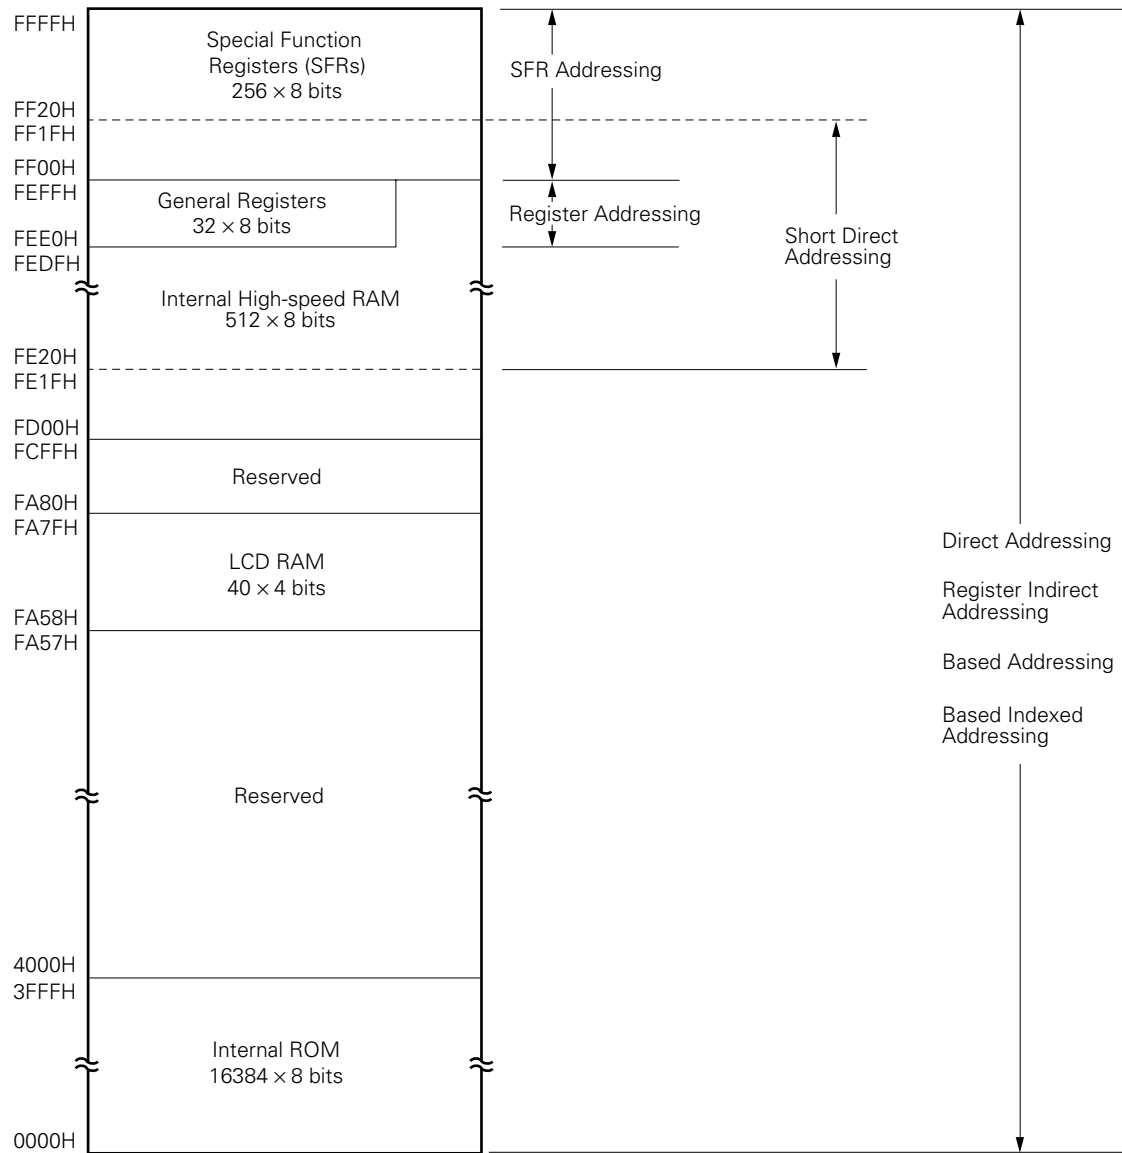 FFFFH
Special Function
Registers (SFRs)
256 × 8 bits
SFR Addressing
FF20H
FF1FH
FF00H
FEFFH
General Registers
32 × 8 bits
Register Addressing
Short Direct
Addressing
FEE0H
FEDFH
Internal High-speed RAM
512 × 8 bits
FE20H
FE1FH
FD00H
FCFFH
Reserved
FA80H
FA7FH
LCD RAM
40 × 4 bits
Direct Addressing
Register Indirect
Addressing
Based Addressing
Based Indexed
Addressing
FA58H
FA57H
Reserved
4000H
3FFFH
Internal ROM
16384 × 8 bits
0000H